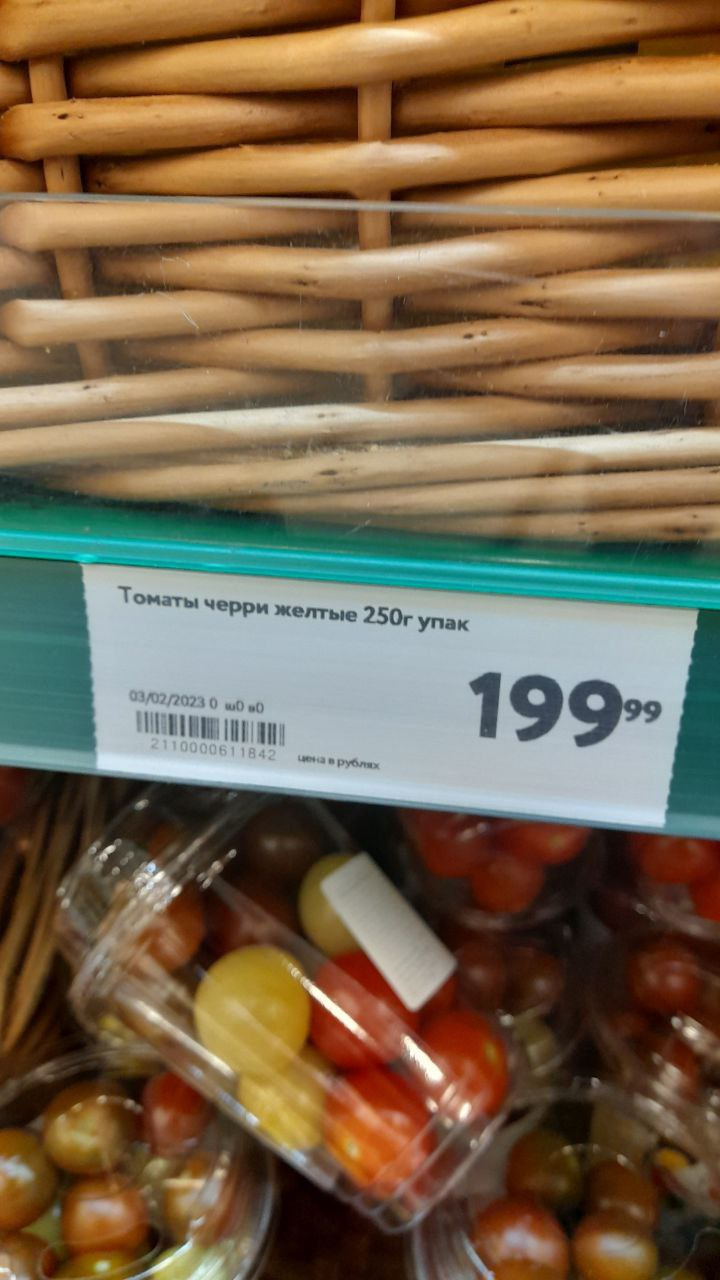 Томаты черри желтые 250г упак
199 99
03/02/2023 0 ш0 в0
2110000611842
цена в рублях